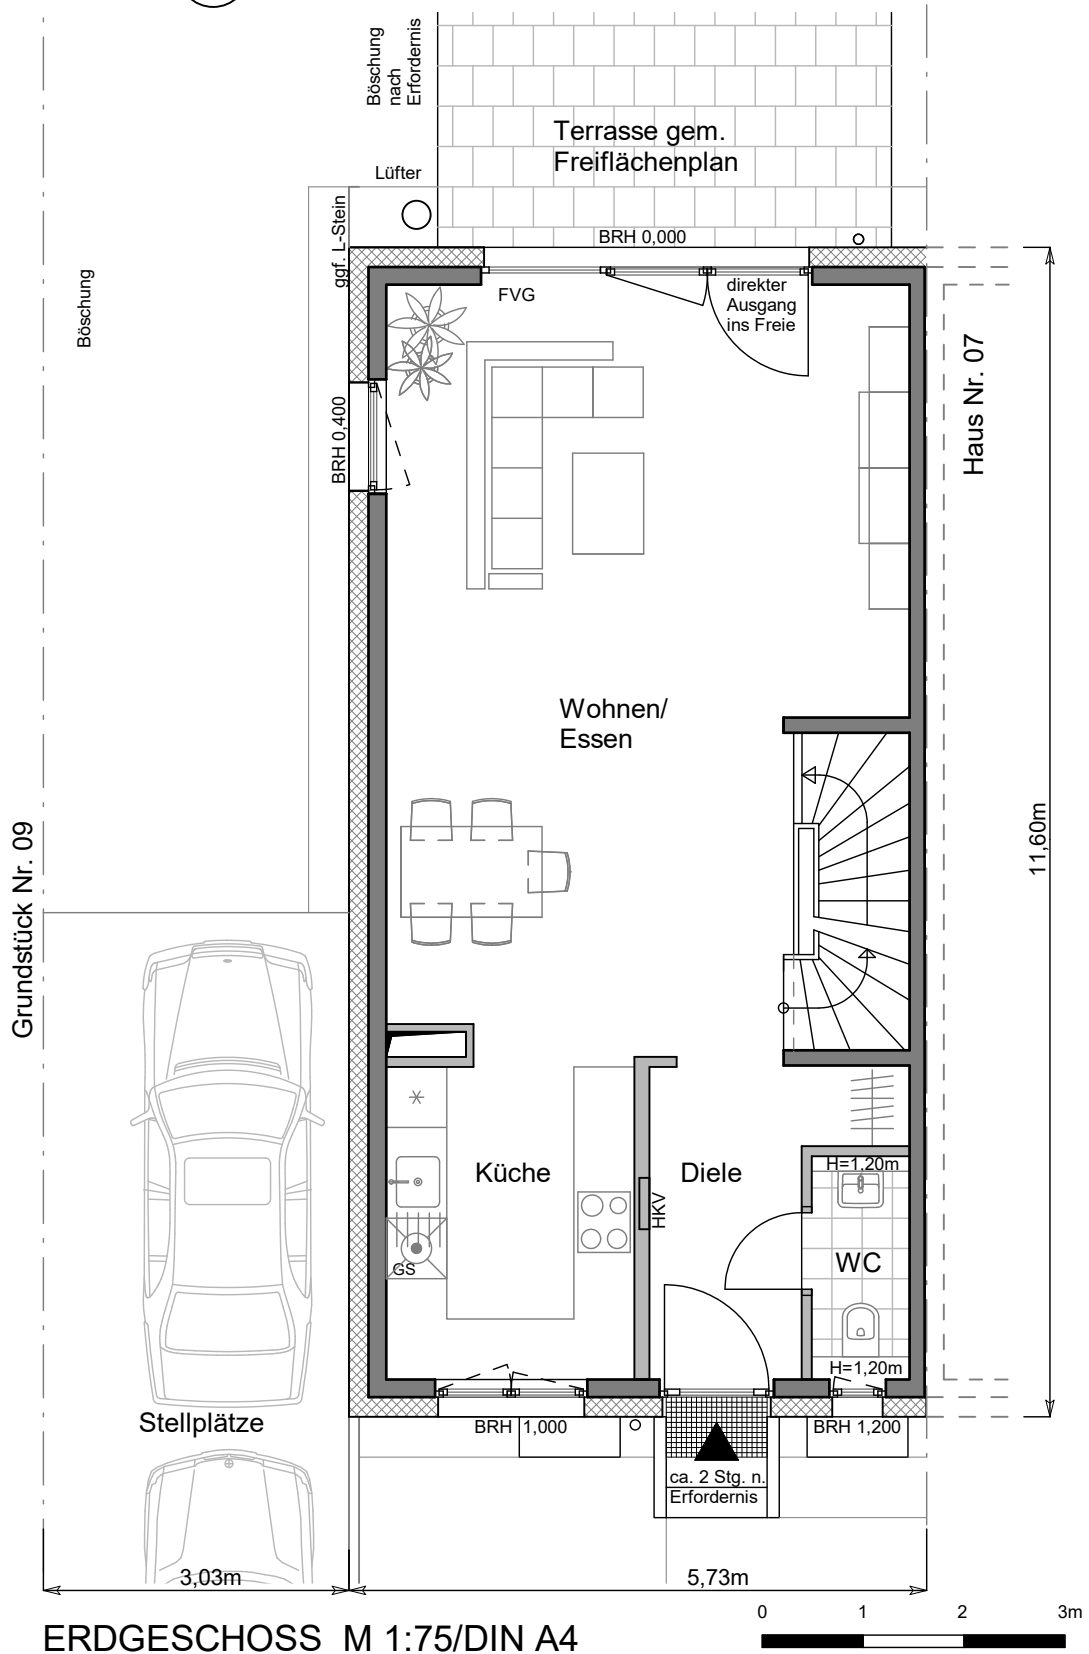 Böschung
nach
Erfordernis
Terrasse gem.
Freiflächenplan
Lüfter
ggf. L-Stein
BRH 0,000
Böschung
FVG
direkter
Ausgang
ins Freie
Haus Nr. 07
BRH 0,400
Wohnen/
Essen
11,60m
Grundstück Nr. 09
Küche
Diele
HKV
H=1,20m
WC
GS
H=1,20m
Stellplätze
BRH 1,000
BRH 1,200
ca. 2 Stg. n.
Erfordernis
3,03m
5,73m
0 1 2 3m
ERDGESCHOSS M 1:75/DIN A4